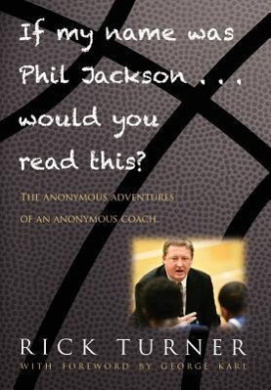 If my name was
Phil Jackson . . .
would you
read this?
THE ANONYMOUS ADVENTURES
OF AN ANONYMOUS COACH.
RICK TURNER
WITH FOREWORD BY GEORGE KARL